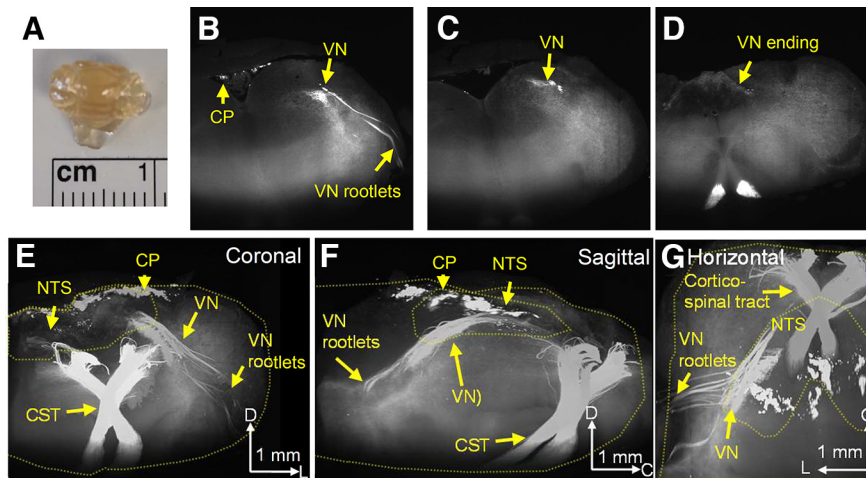 A
cm 1
B
VN
CP
VN rootlets
C
VN
D
VN ending
E
Coronal
CP
NTS
VN
VN
rootlets
CST
D
1 mm
L
F
Sagittal
CP
NTS
VN
rootlets
VN)
CST
D
1 mm
C
G
Horizontal
Cortico-
spinal tract
NTS
VN
rootlets
VN
L
1 mm